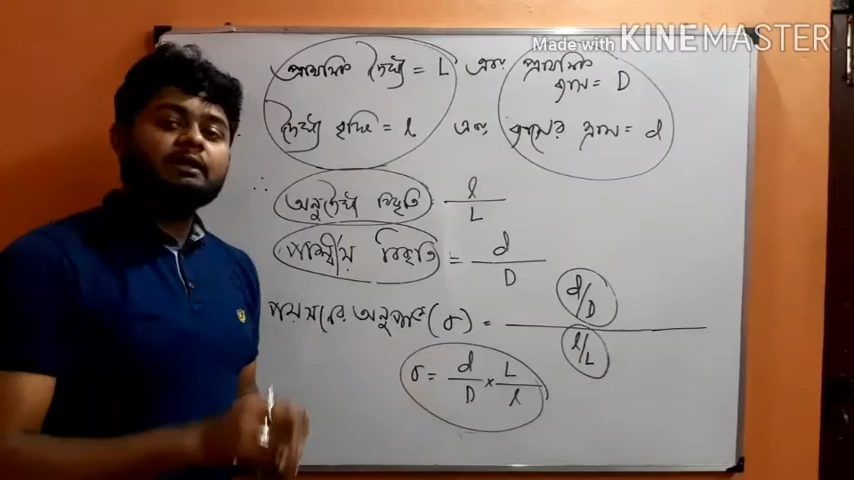 Made with KINEMASTER
প্রাথমিক দৈর্ঘ্য = L এবং প্রাথমিক
ব্যাস = D
দৈর্ঘ্য বৃদ্ধি = l এবং ব্যাসের হ্রাস = d
∴ অনুদৈর্ঘ্য বিকৃতি = l/L
পার্শ্বীয় বিকৃতি = d/D
পয়সনের অনুপাত (σ) = d/D / l/L
σ = d/D × L/l